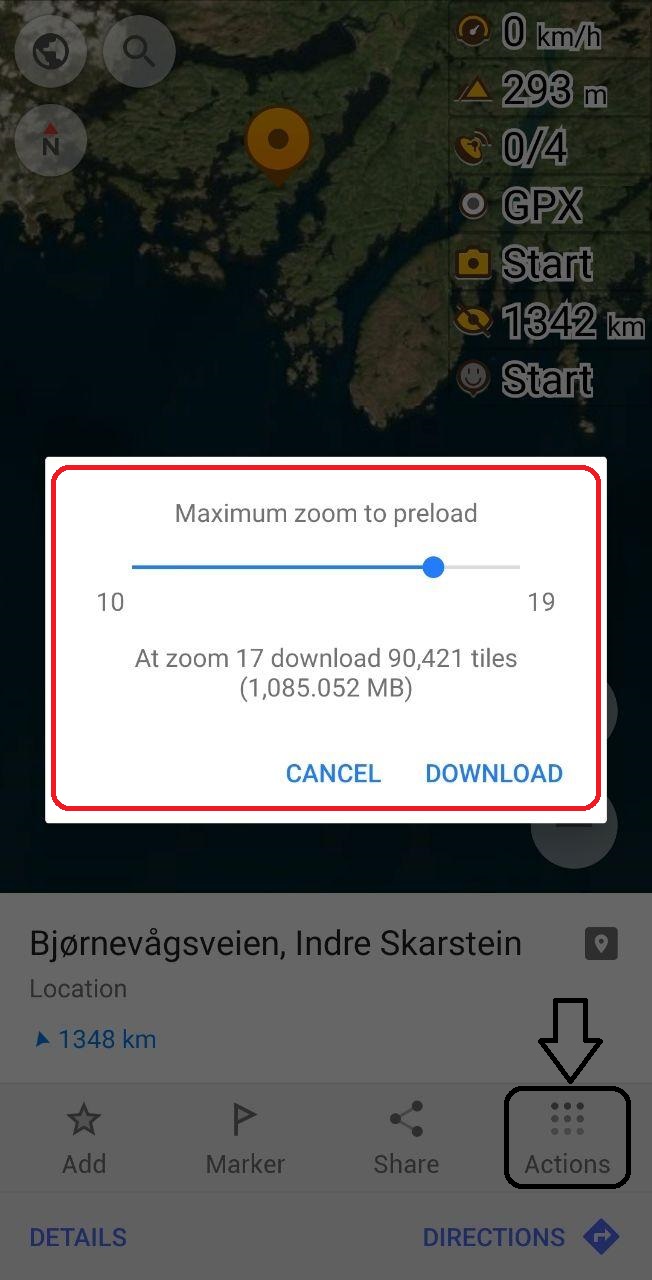 0 km/h
293 m
N
0/4
GPX
Start
1342 km
Start
Maximum zoom to preload
10
19
At zoom 17 download 90,421 tiles
(1,085.052 MB)
CANCEL DOWNLOAD
Bjørnevågsveien, Indre Skarstein
Location
1348 km
Add Marker Share Actions
DETAILS DIRECTIONS